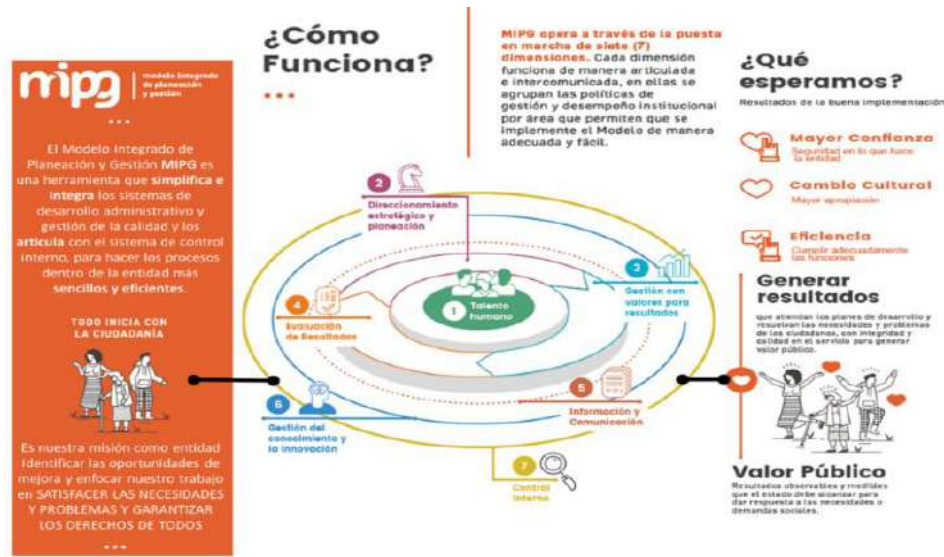 mipg
modelo integrado
de planeación
y gestión
El Modelo Integrado de
Planeación y Gestión MIPG es
una herramienta que simplifica e
integra los sistemas de
desarrollo administrativo y
gestión de la calidad y los
articula con el sistema de control
interno, para hacer los procesos
dentro de la entidad más
sencillos y eficientes.
TODO INICIA CON
LA CIUDADANÍA
Es nuestra misión como entidad
Identificar las oportunidades de
mejora y enfocar nuestro trabajo
en SATISFACER LAS NECESIDADES
Y PROBLEMAS Y GARANTIZAR
LOS DERECHOS DE TODOS
¿Cómo
Funciona?
MIPG opera a través de la puesta
en marcha de siete (7)
dimensiones. Cada dimensión
funciona de manera articulada
e intercomunicada, en ellas se
agrupan las políticas de
gestión y desempeño institucional
por área que permiten que se
implemente el Modelo de manera
adecuada y fácil.
2
Direccionamiento
estratégico y
planeación
3
Gestión con
valores para
resultados
1
Talento
humano
4
Evaluación
de Resultados
5
Información y
Comunicación
6
Gestión del
conocimiento y
la innovación
7
Control
Interno
¿Qué
esperamos?
Resultados de la buena implementación
Mayor Confianza
Seguridad en lo que hace
la entidad
Cambio Cultural
Mayor apropiación
Eficiencia
Cumplir adecuadamente
las funciones
Generar
resultados
que atiendan los planes de desarrollo y
resuelvan las necesidades y problemas
de los ciudadanos, con integridad y
calidad en el servicio para generar
valor público.
Valor Público
Resultados observables y medibles
que el estado debe alcanzar para
dar respuesta a las necesidades o
demandas sociales.